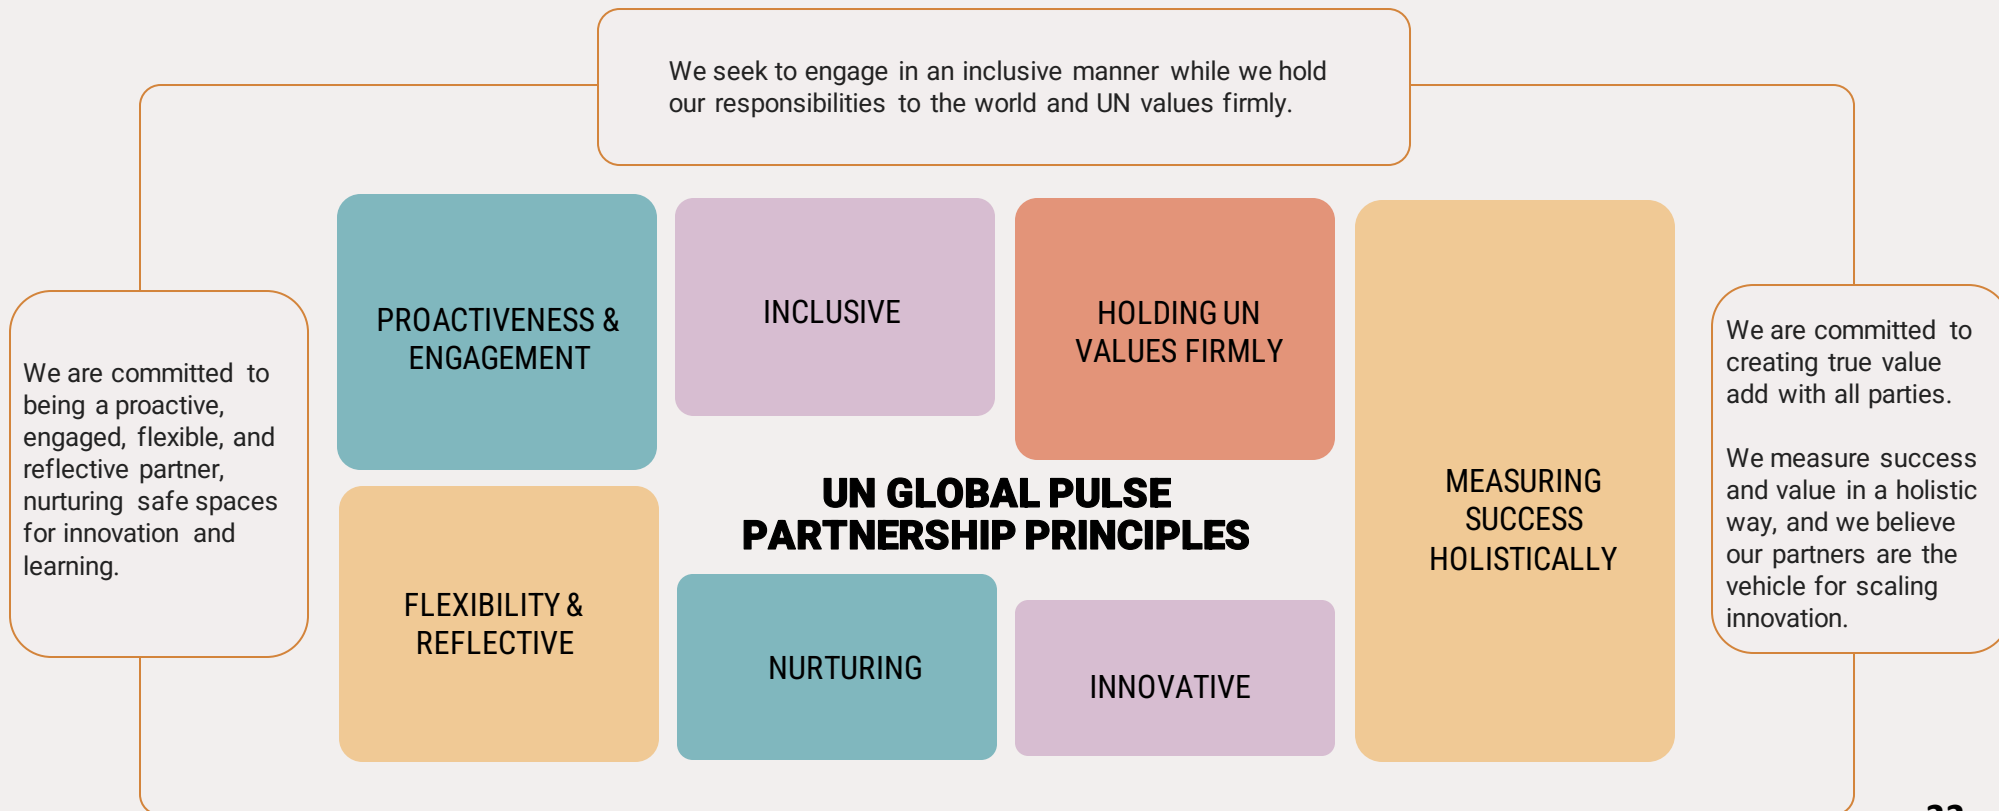 We seek to engage in an inclusive manner while we hold
our responsibilities to the world and UN values firmly.
We are committed to
being a proactive,
engaged, flexible, and
reflective partner,
nurturing safe spaces
for innovation and
learning.
PROACTIVENESS &
ENGAGEMENT
INCLUSIVE
HOLDING UN
VALUES FIRMLY
MEASURING
SUCCESS
HOLISTICALLY
UN GLOBAL PULSE
PARTNERSHIP PRINCIPLES
FLEXIBILITY &
REFLECTIVE
NURTURING
INNOVATIVE
We are committed to
creating true value
add with all parties.
We measure success
and value in a holistic
way, and we believe
our partners are the
vehicle for scaling
innovation.